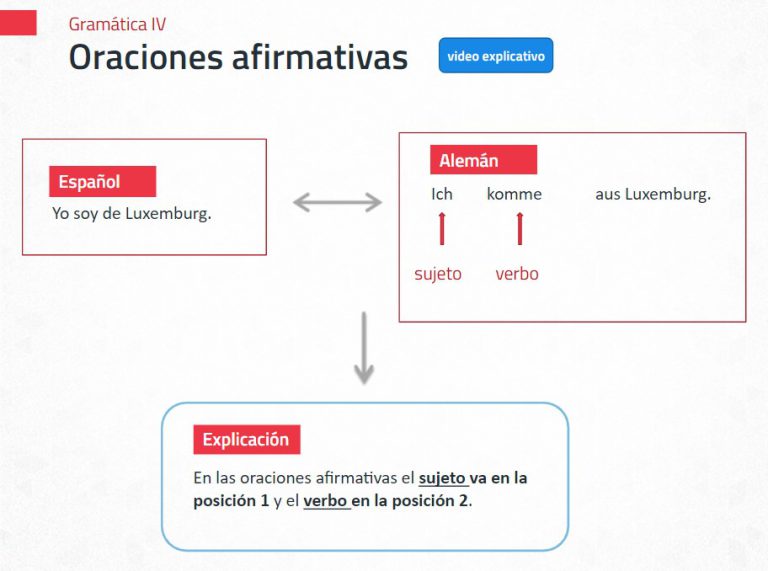 Gramática IV
Oraciones afirmativas
video explicativo
Español
Yo soy de Luxemburg.
Alemán
Ich komme aus Luxemburg.
sujeto verbo
Explicación
En las oraciones afirmativas el sujeto va en la
posición 1 y el verbo en la posición 2.